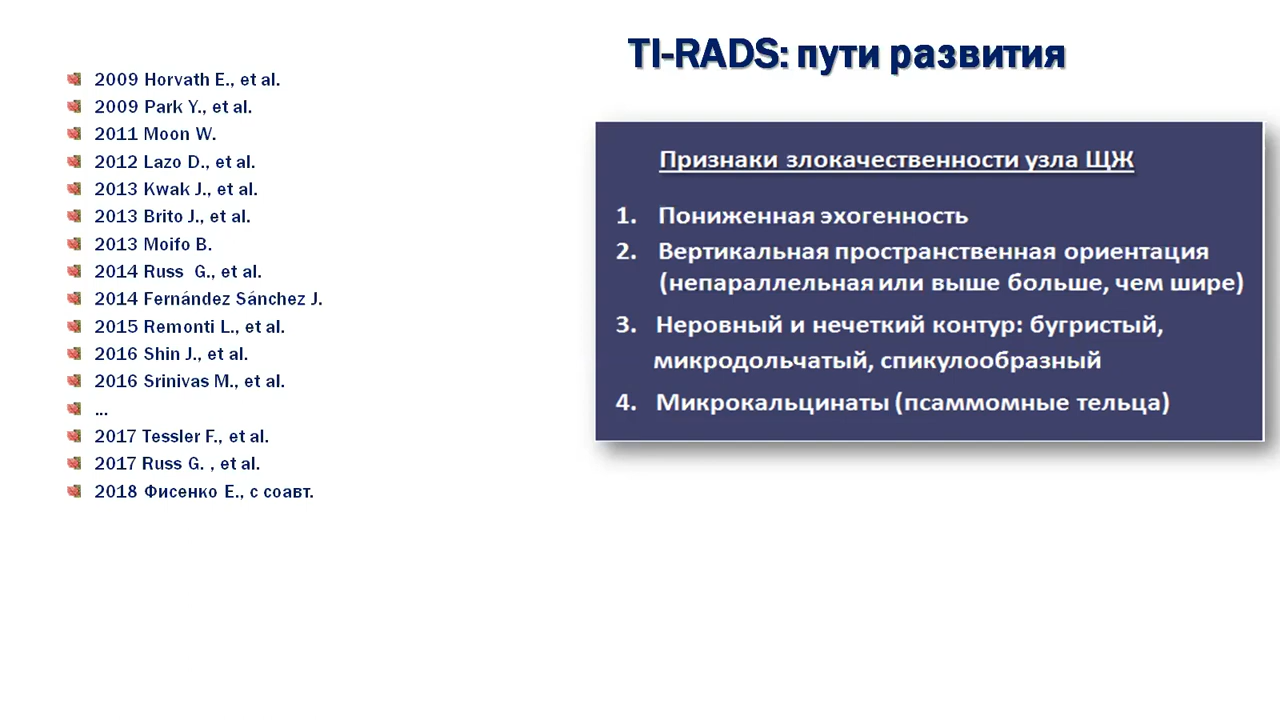 TI-RADS: пути развития
2009 Horvath E., et al.
2009 Park Y., et al.
2011 Moon W.
2012 Lazo D., et al.
2013 Kwak J., et al.
2013 Brito J., et al.
2013 Moifo B.
2014 Russ G., et al.
2014 Fernández Sánchez J.
2015 Remonti L., et al.
2016 Shin J., et al.
2016 Srinivas M., et al.
...
2017 Tessler F., et al.
2017 Russ G. , et al.
2018 Фисенко Е., с соавт.
Признаки злокачественности узла ЩЖ
1. Пониженная эхогенность
2. Вертикальная пространственная ориентация
(непараллельная или выше больше, чем шире)
3. Неровный и нечеткий контур: бугристый,
микродольчатый, спикулообразный
4. Микрокальцинаты (псаммомные тельца)